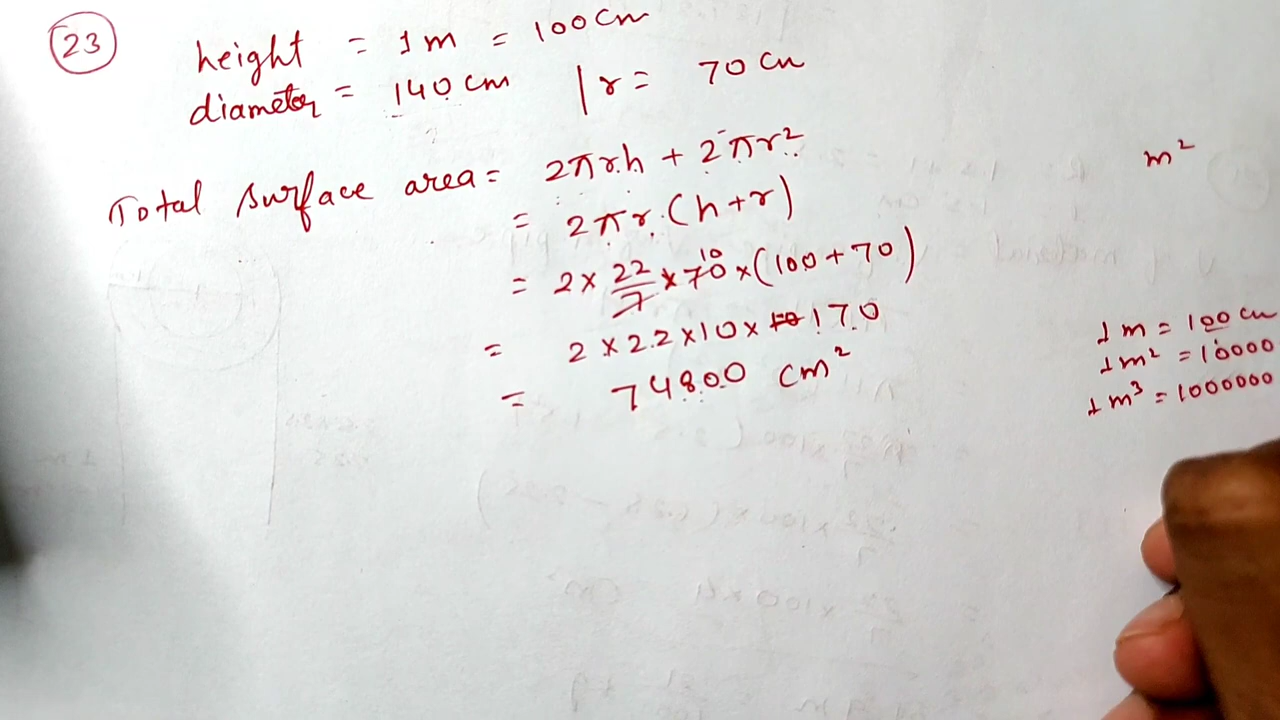 23
height = 1 m = 100 cm
diameter = 140 cm | r = 70 cm
Total surface area = 2πrh + 2πr²
m²
= 2πr (h+r)
= 2 × 22/7 × 70 10 × (100 + 70)
= 2 × 22 × 10 × 170
= 74800 cm²
1 m = 100 cm
1 m² = 10000
1 m³ = 1000000